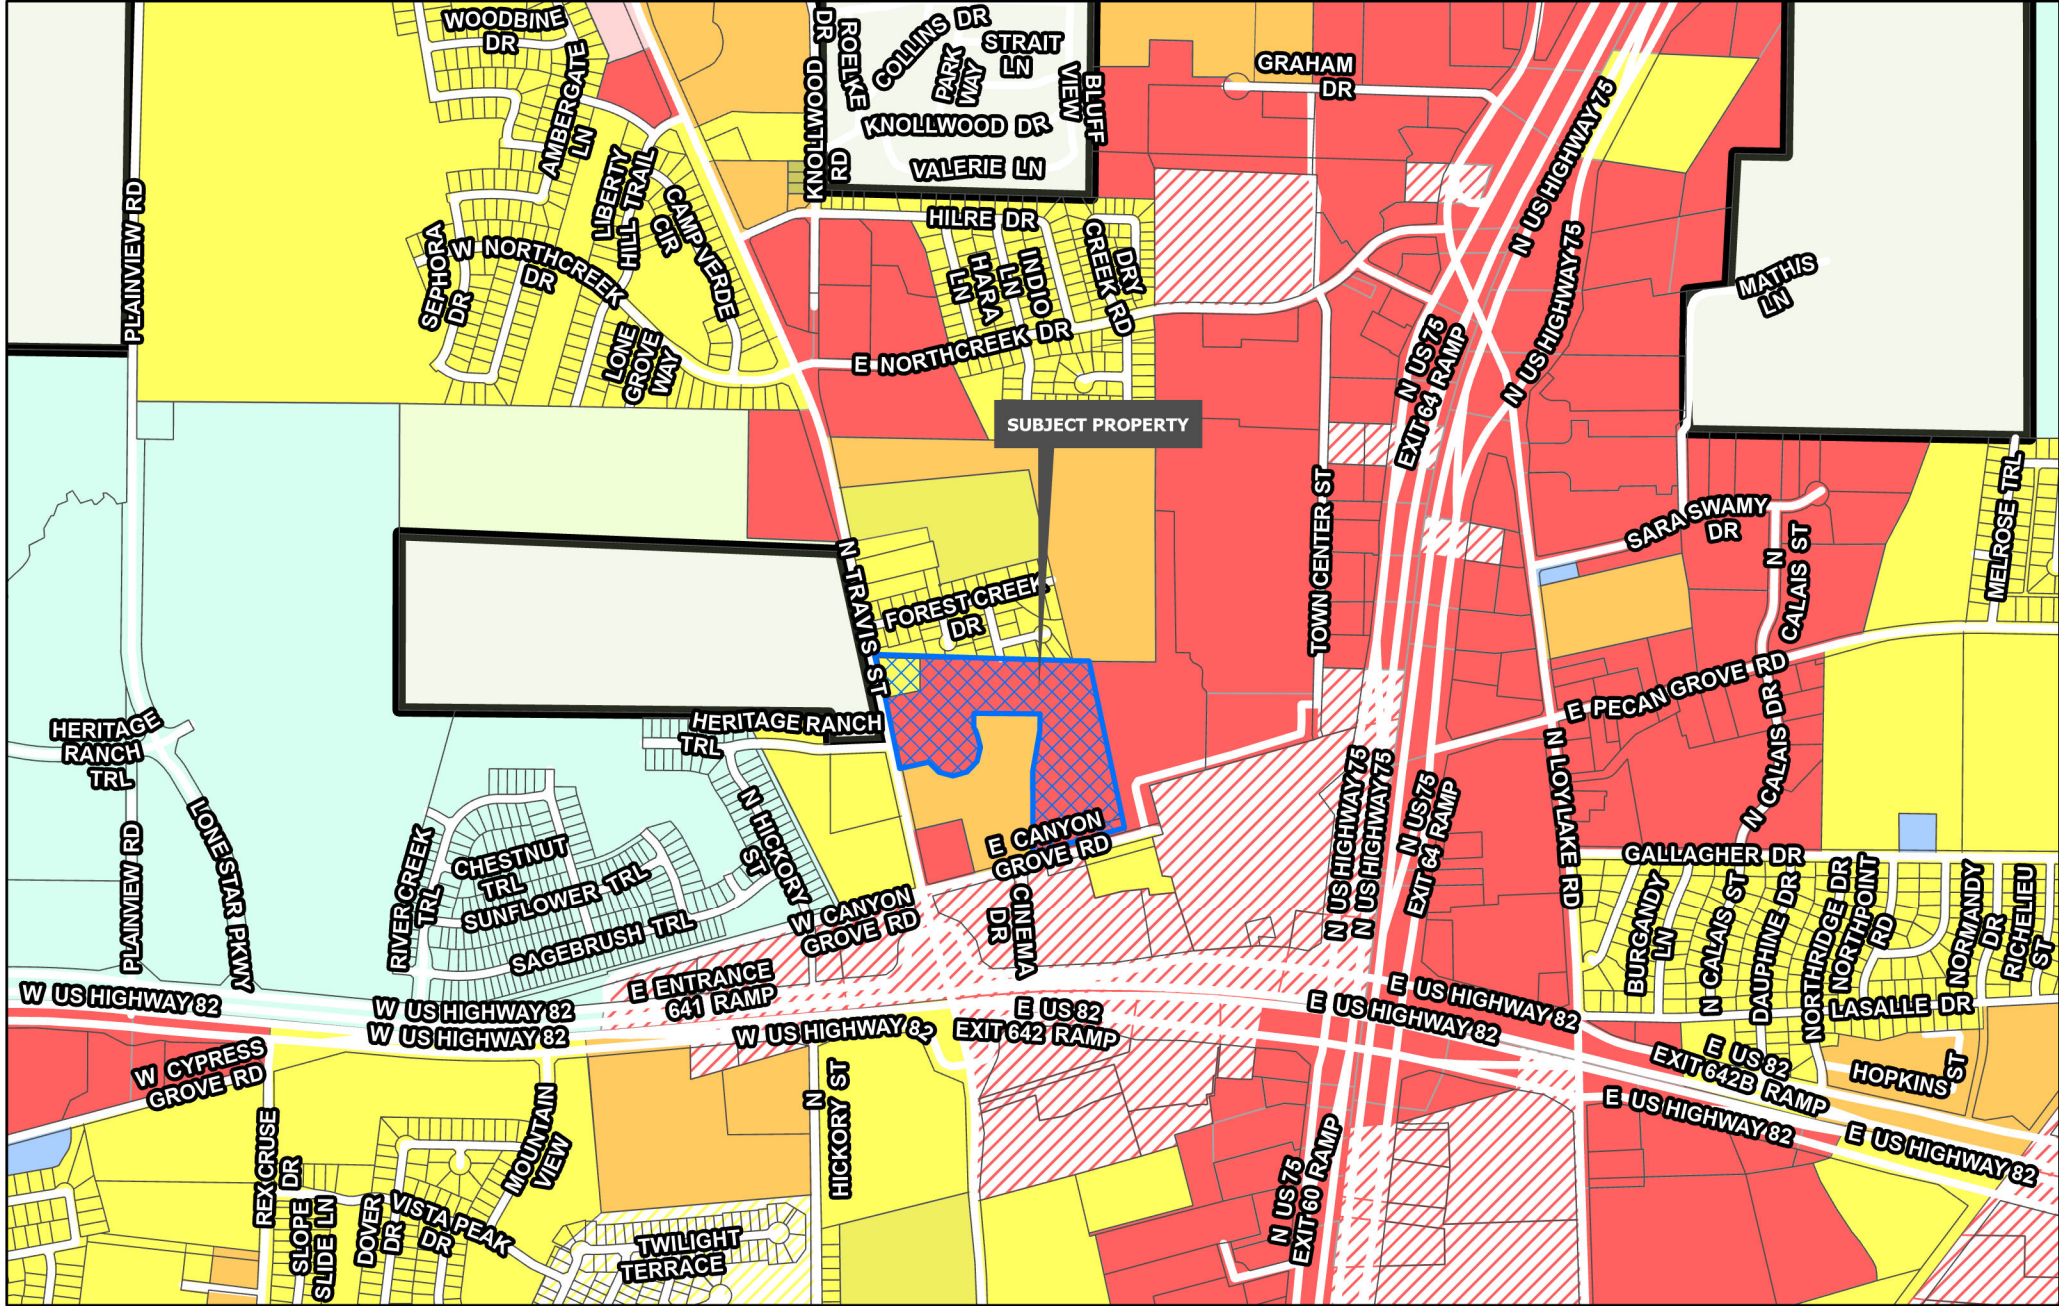 WOODBINE
DR
AMBERGATE
LN
KNOLLWOOD
DR
RD
ROELKE
COLLINS DR
PARK
WAY
STRAIT
LN
BLUFF
VIEW
KNOLLWOOD DR
VALERIE LN
GRAHAM
DR
N US HIGHWAY 75
PLAINVIEW RD
LIBERTY
HILL TRAIL
CAMP VERDE
CIR
SEPHORA
DR
W NORTHCREEK
DR
LONE
GROVE
WAY
HILRE DR
HARA
LN
INDIO
LN
DRY
CREEK RD
E NORTHCREEK DR
N US HIGHWAY 75
MATHIS
LN
N US 75
EXIT 64 RAMP
SUBJECT PROPERTY
TOWN CENTER ST
SARA SWAMY
DR
N
CALAIS ST
MELROSE TRL
N TRAVIS ST
FOREST CREEK
DR
HERITAGE
RANCH
TRL
HERITAGE RANCH
TRL
E PECAN GROVE RD
N CALAIS DR
N LOY LAKE RD
LONE STAR PKWY
PLAINVIEW RD
RIVER CREEK
TRL
CHESTNUT
TRL
SUNFLOWER TRL
SAGEBRUSH TRL
N HICKORY
ST
W CANYON
GROVE RD
E CANYON
GROVE RD
CINEMA
DR
N US HIGHWAY 75
N US HIGHWAY 75
N US 75
EXIT 64 RAMP
GALLAGHER DR
BURGANDY
LN
N CALAIS ST
DAUPHINE DR
NORTHRIDGE DR
NORTHPOINT
RD
NORMANDY
DR
RICHELIEU
ST
LASALLE DR
W US HIGHWAY 82
W US HIGHWAY 82
W US HIGHWAY 82
E ENTRANCE
641 RAMP
W US HIGHWAY 82
E US 82
EXIT 642 RAMP
E US HIGHWAY 82
E US HIGHWAY 82
E US 82
EXIT 642B RAMP
HOPKINS
ST
E US HIGHWAY 82
E US HIGHWAY 82
W CYPRESS
GROVE RD
REX CRUSE
DR
SLOPE
SLIDE LN
DOVER
DR
VISTA PEAK
DR
MOUNTAIN
VIEW
N
HICKORY ST
TWILIGHT
TERRACE
N US 75
EXIT 60 RAMP